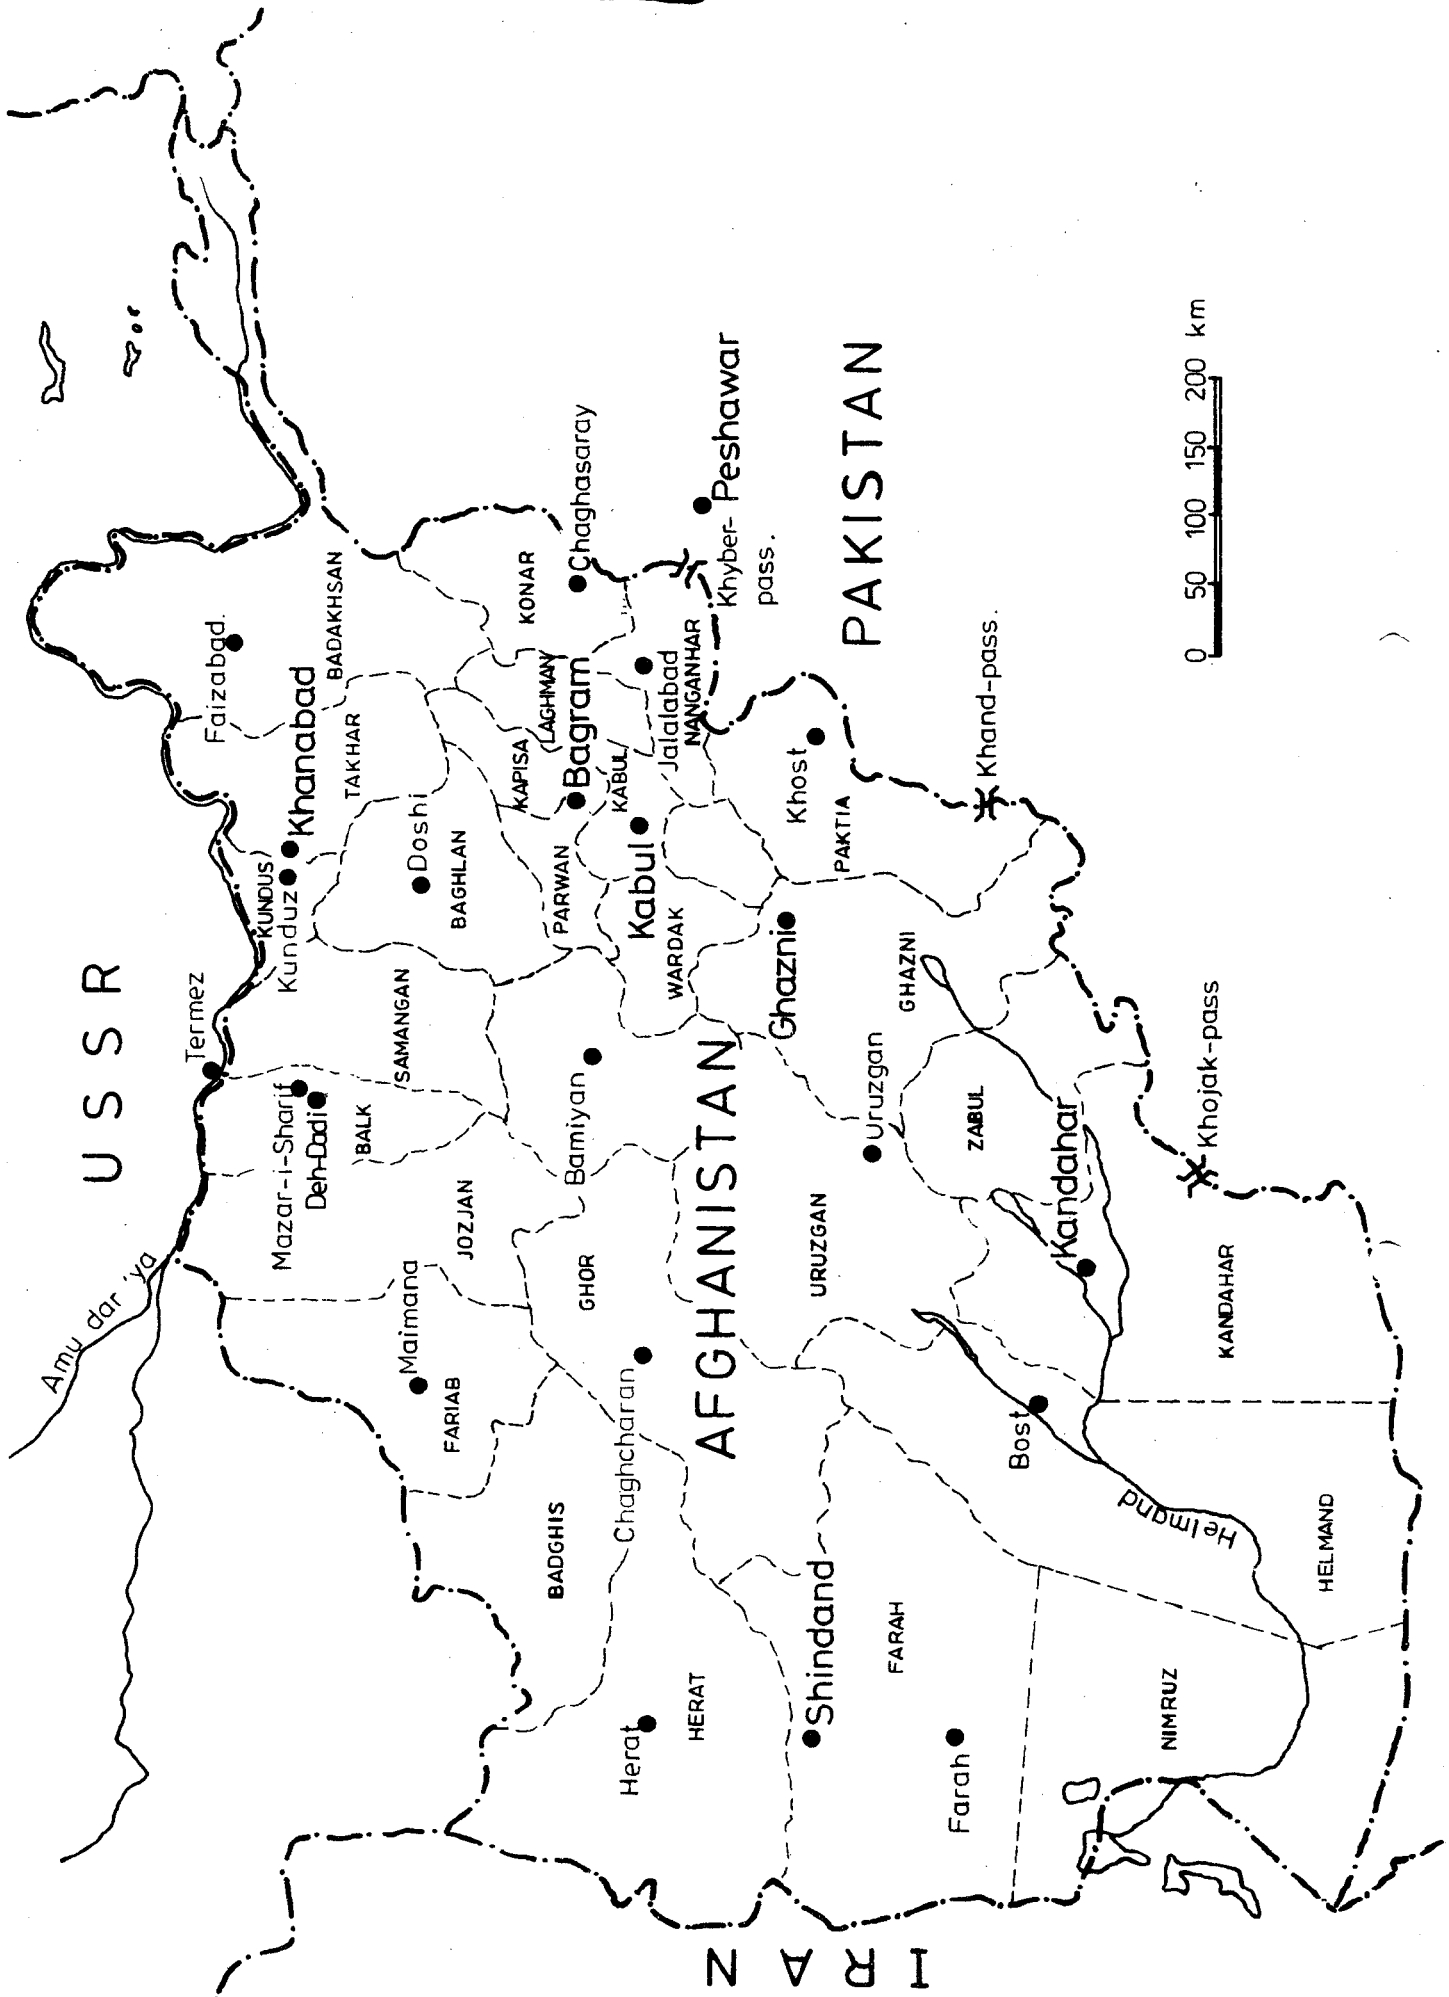 U S S R
Amu dar'ya
Termez
Mazar-i-Sharif
Deh-Dadi
BALK
SAMANGAN
KUNDUS
Kunduz
Khanabad
TAKHAR
Faizabad.
BADAKHSAN
Maimana
FARIAB
JOZJAN
Doshi
BAGHLAN
KAPISA
LAGHMAN
KONAR
Chaghasaray
BADGHIS
GHOR
Bamiyan
PARWAN
Bagram
KABUL
Kabul
WARDAK
Jalalabad
NANGANHAR
Khyber-
pass.
Peshawar
Herat
HERAT
Chaghcharan
AFGHANISTAN
Ghazni
GHAZNI
Khost
PAKTIA
PAKISTAN
Shindand
FARAH
Farah
URUZGAN
Uruzgan
ZABUL
Khand-pass.
IRAN
Bost
Kandahar
KANDAHAR
Khojak-pass
NIMRUZ
Helmand
HELMAND
0 50 100 150 200 km